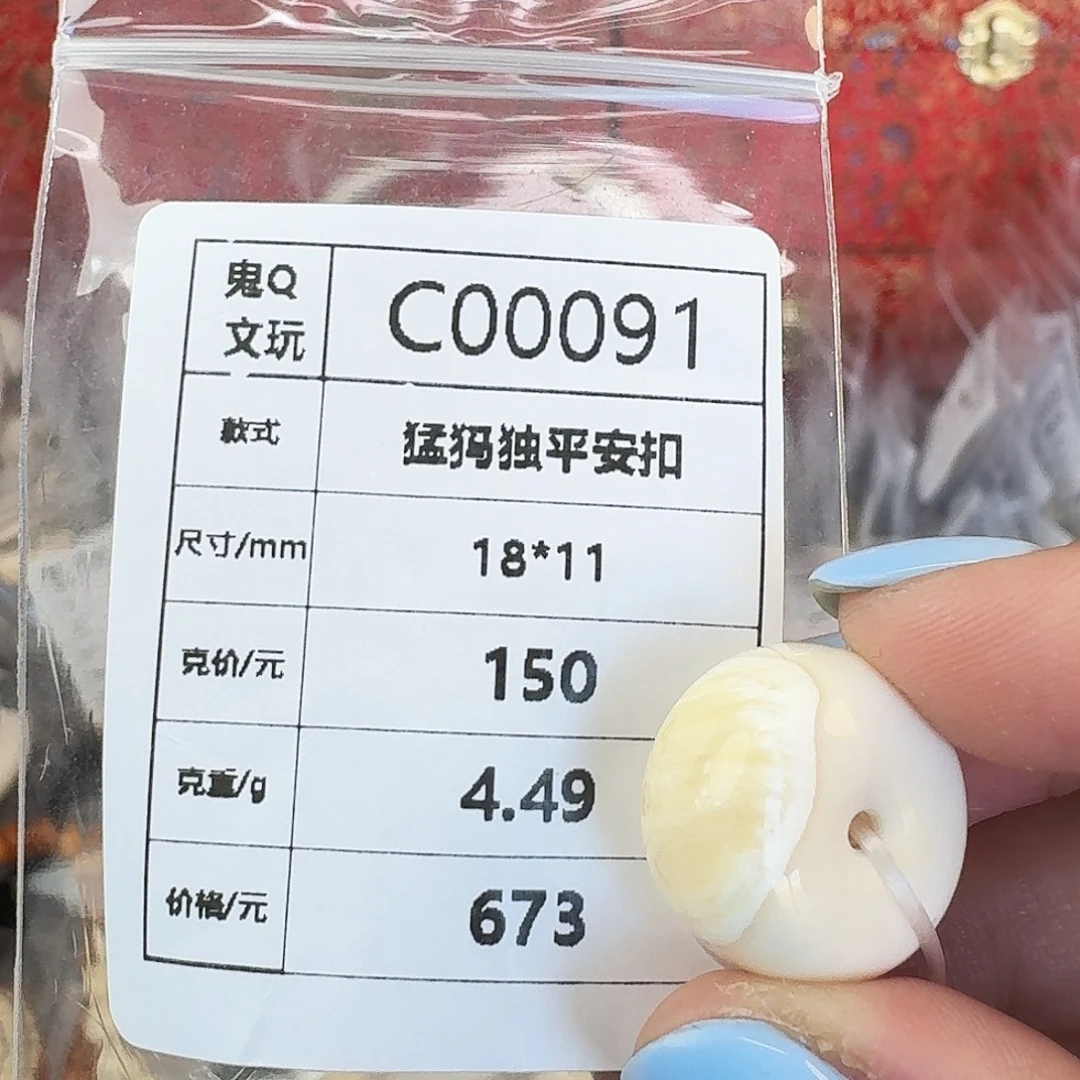 鬼Q
文玩
C00091
款式
猛犸独平安扣
尺寸/mm
18*11
克价/元
150
克重/g
4.49
价格/元
673